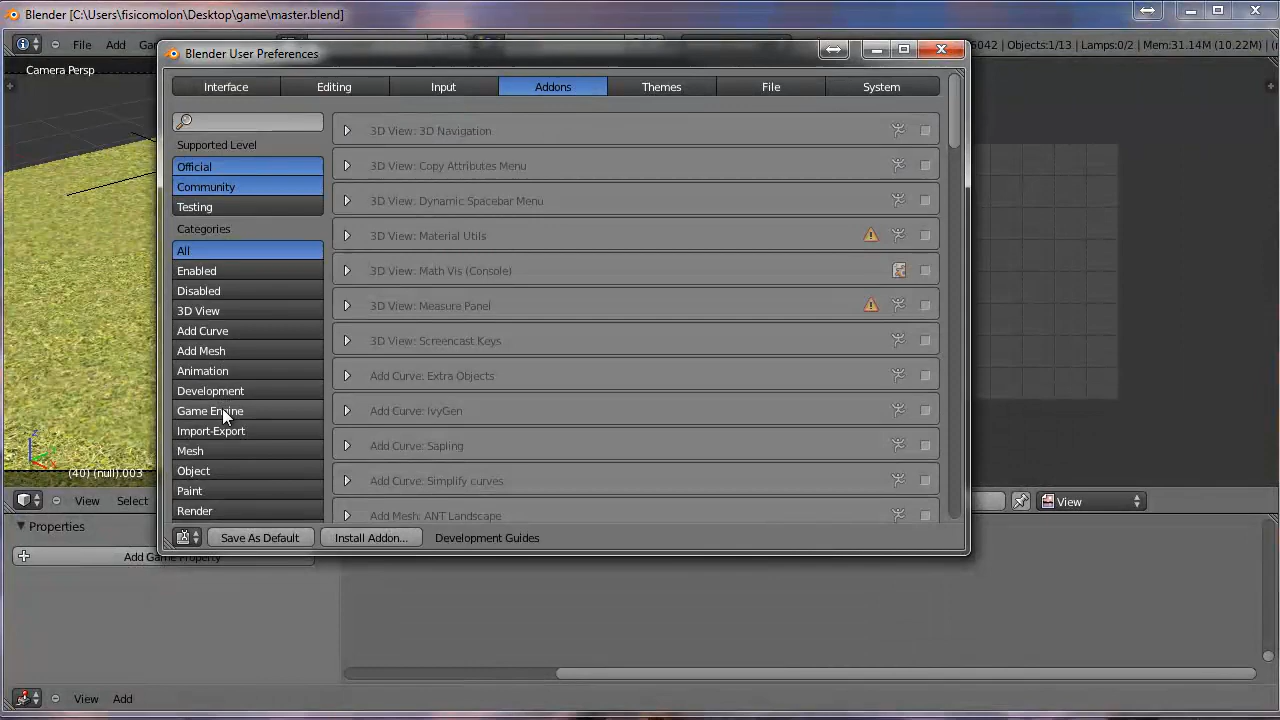 Blender [C:\Users\fisicomolon\Desktop\game\master.blend]
File Add
5042 | Objects:1/13 | Lamps:0/2 | Mem:31.14M (10.22M) | (
Camera Persp
Blender User Preferences
Interface Editing Input Addons Themes File System
Supported Level
Official
Community
Testing
Categories
All
Enabled
Disabled
3D View
Add Curve
Add Mesh
Animation
Development
Game Engine
Import-Export
Mesh
Object
Paint
Render
3D View: 3D Navigation
3D View: Copy Attributes Menu
3D View: Dynamic Spacebar Menu
3D View: Material Utils
3D View: Math Vis (Console)
3D View: Measure Panel
3D View: Screencast Keys
Add Curve: Extra Objects
Add Curve: IvyGen
Add Curve: Sapling
Add Curve: Simplify curves
Add Mesh: ANT Landscape
Save As Default Install Addon... Development Guides
(40) (null).003
View Select
View
Properties
Add Game Property
View Add